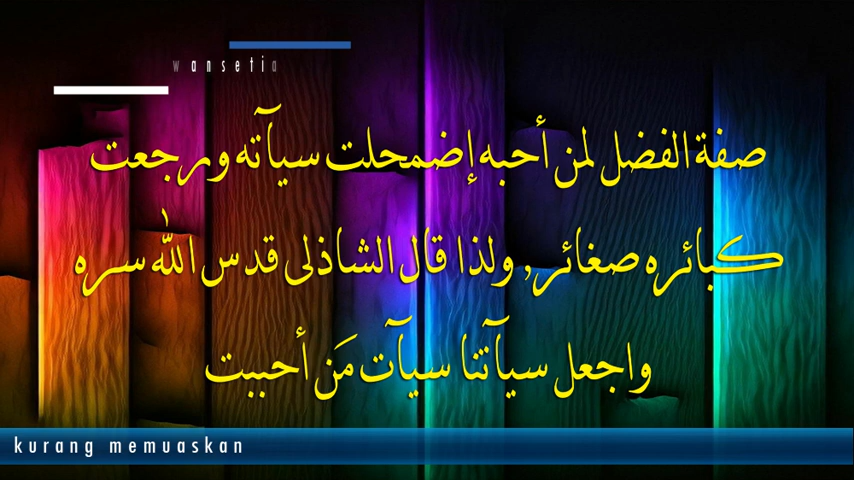 wansetia
صفة الفضل لمن أحبه إضمحلت سيآته ورجعت
كبائره صغائر, ولذا قال الشاذلى قدس الله سره
واجعل سيآتنا سيآت مَن أحببت
kurang memuaskan